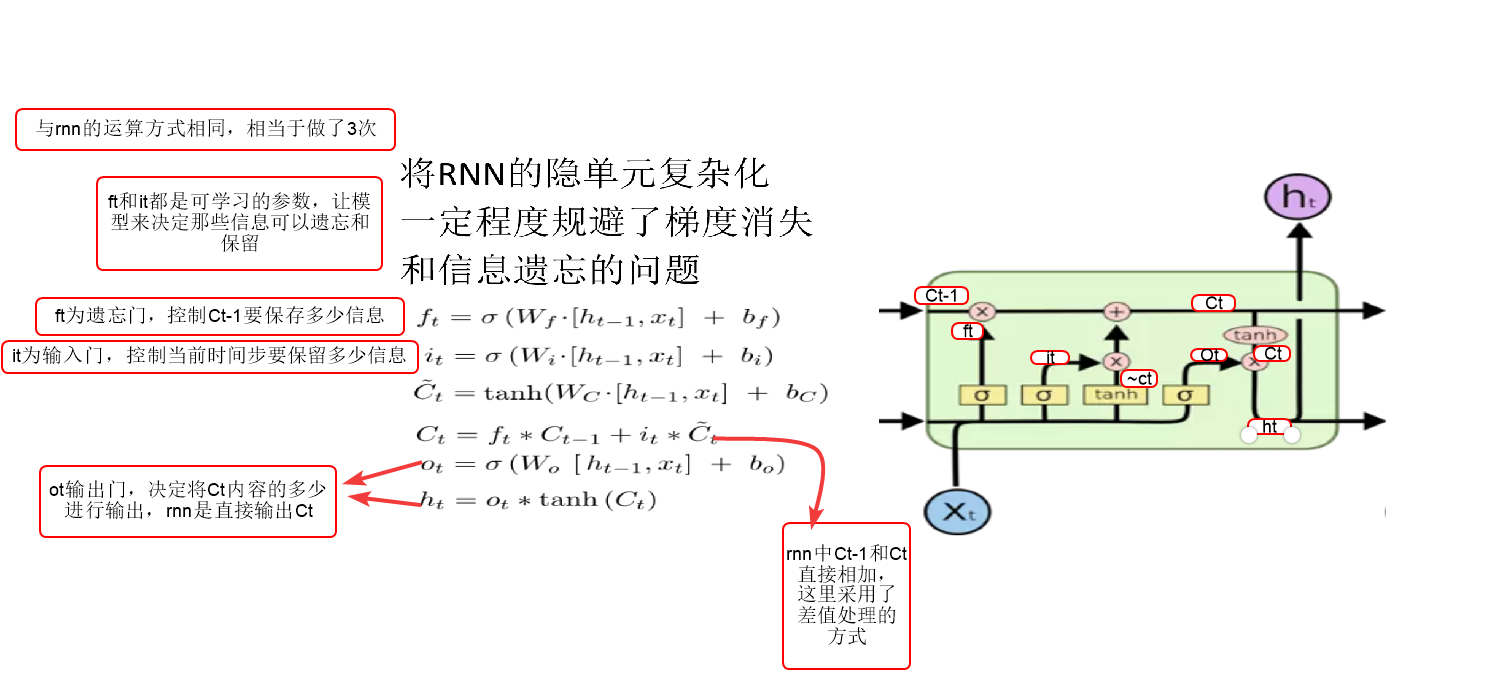 与rnn的运算方式相同，相当于做了3次
ft和it都是可学习的参数，让模
型来决定那些信息可以遗忘和
保留
ft为遗忘门，控制Ct-1要保存多少信息
it为输入门，控制当前时间步要保留多少信息
ot输出门，决定将Ct内容的多少
进行输出，rnn是直接输出Ct
将RNN的隐单元复杂化
一定程度规避了梯度消失
和信息遗忘的问题
f_t = σ (W_f·[h_{t−1}, x_t] + b_f)
i_t = σ (W_i·[h_{t−1}, x_t] + b_i)
C̃_t = tanh(W_C·[h_{t−1}, x_t] + b_C)
C_t = f_t * C_{t−1} + i_t * C̃_t
o_t = σ (W_o [h_{t−1}, x_t] + b_o)
h_t = o_t * tanh (C_t)
rnn中Ct-1和Ct
直接相加，
这里采用了
差值处理的
方式
h_t
Ct-1
×
+
Ct
ft
tanh
it
×
Ot
×
Ct
~ct
σ
σ
tanh
σ
ht
X_t